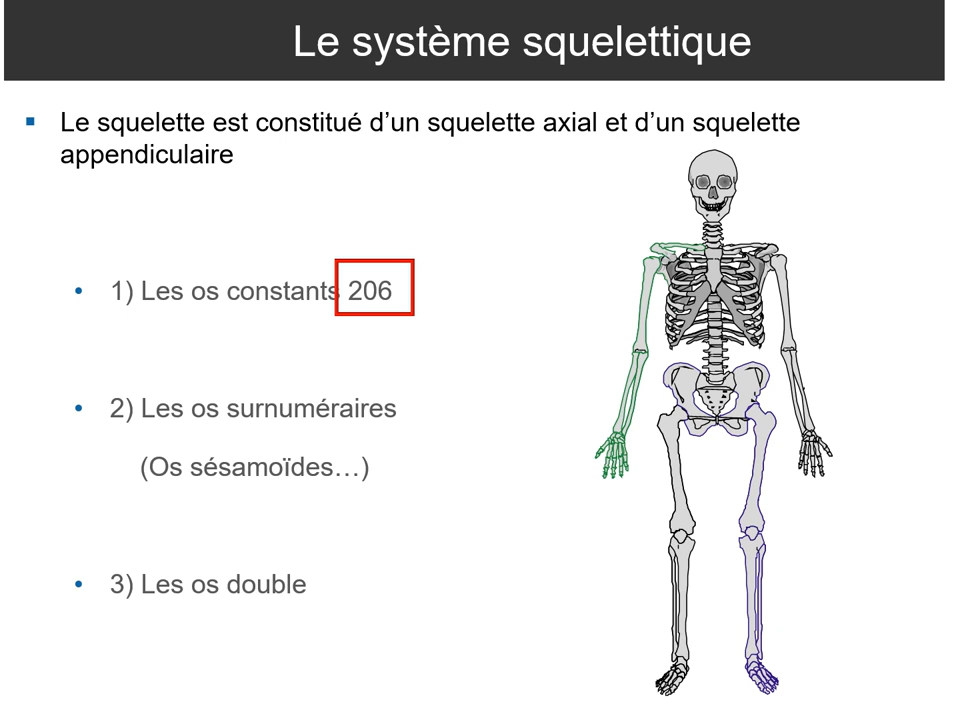 Le système squelettique
Le squelette est constitué d’un squelette axial et d’un squelette
appendiculaire
1) Les os constants 206
2) Les os surnuméraires
(Os sésamoïdes…)
3) Les os double